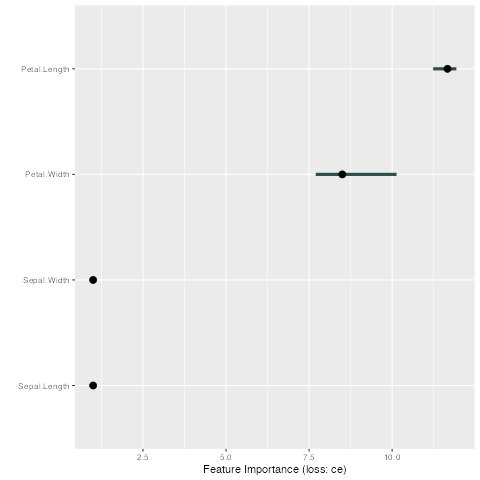 Petal.Length
Petal.Width
Sepal.Width
Sepal.Length
2.5 5.0 7.5 10.0
Feature Importance (loss: ce)